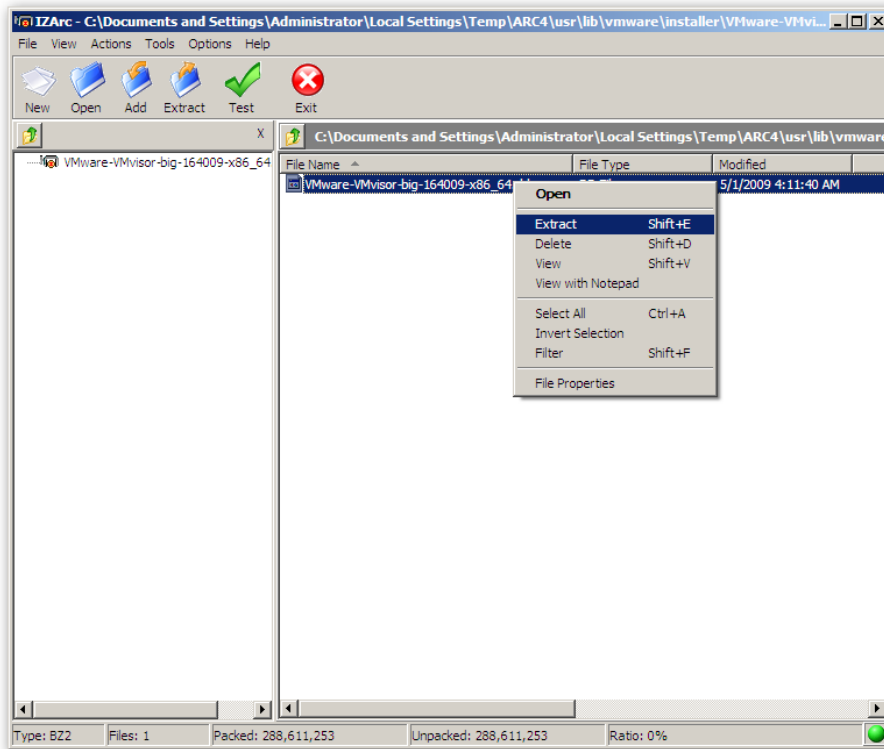 IZArc - C:\Documents and Settings\Administrator\Local Settings\Temp\ARC4\usr\lib\vmware\installer\VMware-VMvi...
File View Actions Tools Options Help
New Open Add Extract Test Exit
X
C:\Documents and Settings\Administrator\Local Settings\Temp\ARC4\usr\lib\vmware
VMware-VMvisor-big-164009-x86_64
File Name File Type Modified
VMware-VMvisor-big-164009-x86_64 5/1/2009 4:11:40 AM
Open
Extract Shift+E
Delete Shift+D
View Shift+V
View with Notepad
Select All Ctrl+A
Invert Selection
Filter Shift+F
File Properties
Type: BZ2 Files: 1 Packed: 288,611,253 Unpacked: 288,611,253 Ratio: 0%